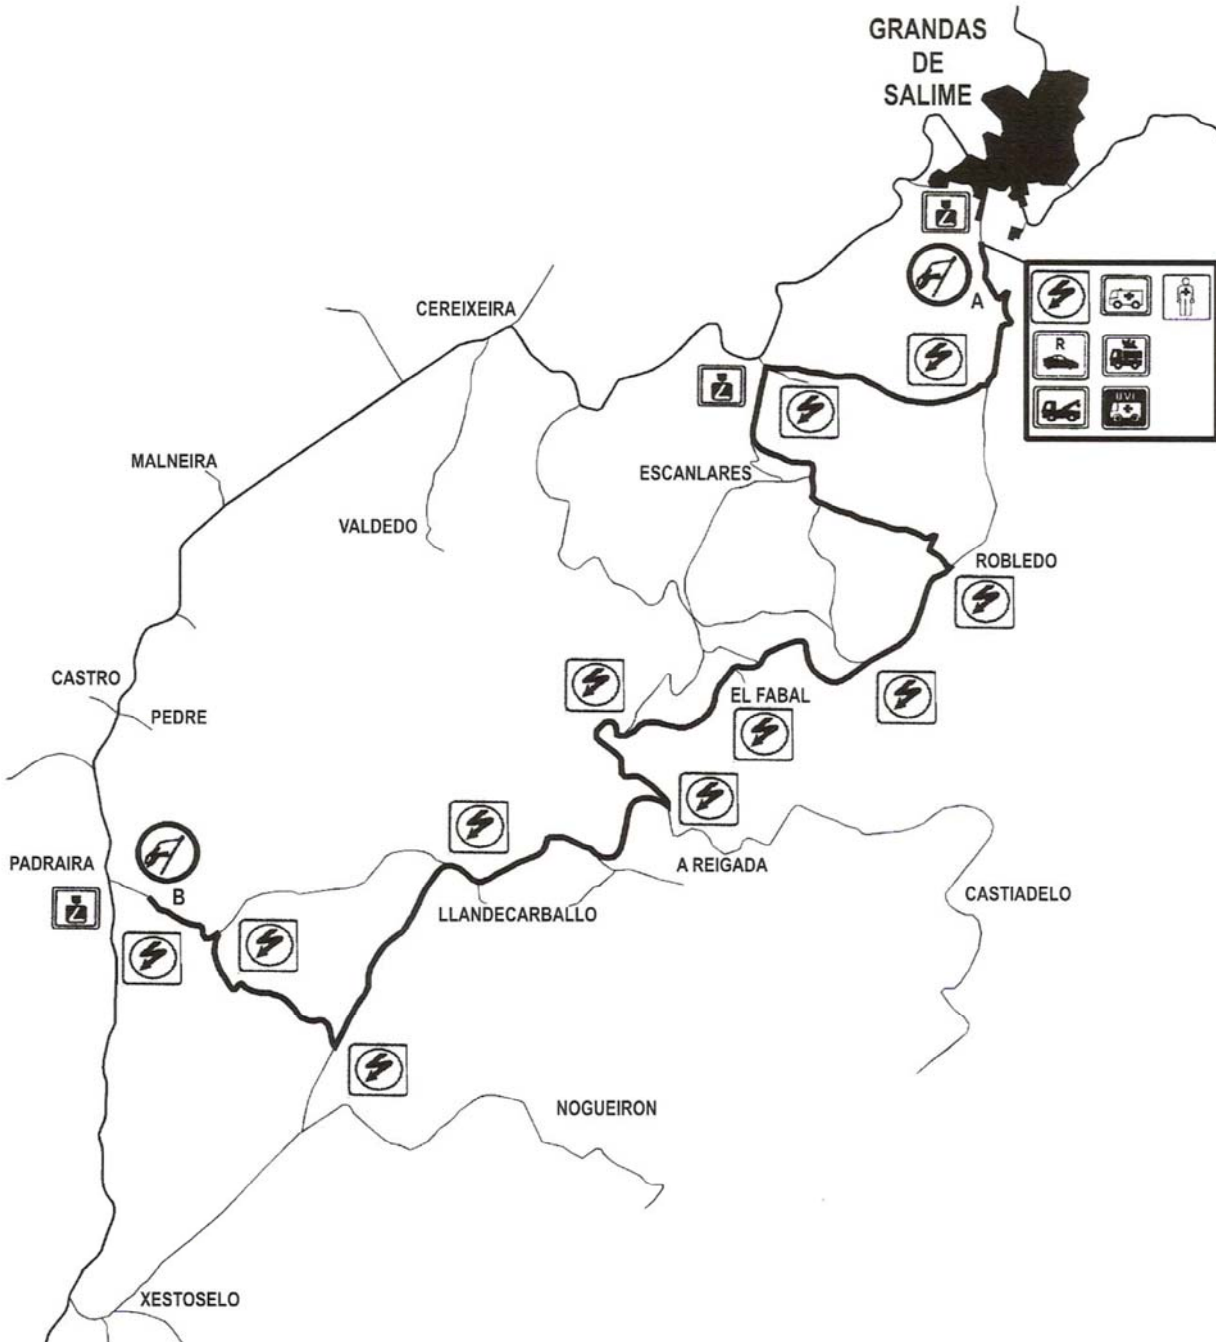 GRANDAS
DE
SALIME
A
R
UVI
CEREIXEIRA
MALNEIRA
ESCANLARES
VALDEDO
ROBLEDO
CASTRO
PEDRE
EL FABAL
PADRAIRA
B
A REIGADA
LLANDECARBALLO
CASTIADELO
NOGUEIRON
XESTOSELO